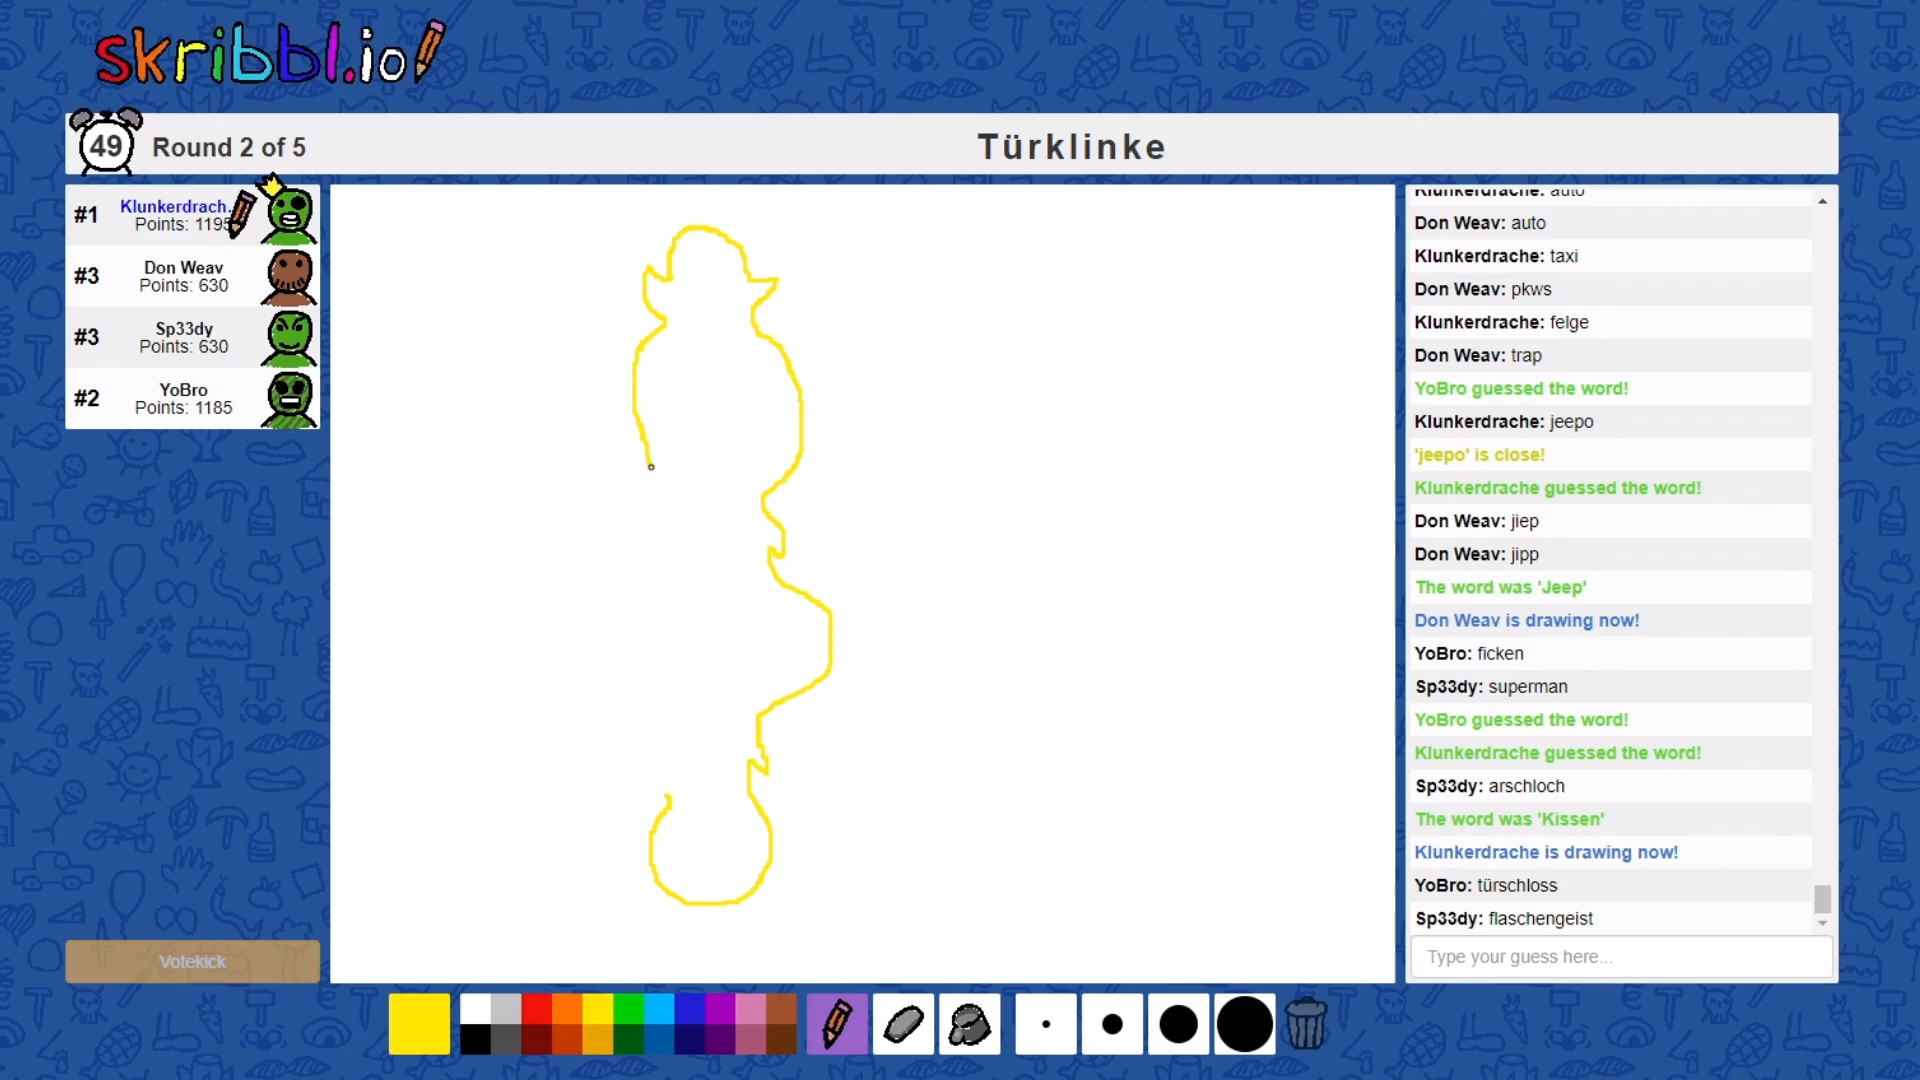 skribbl.io
49
Round 2 of 5
Türklinke
#1
Klunkerdrach.
Points: 1195
#3
Don Weav
Points: 630
#3
Sp33dy
Points: 630
#2
YoBro
Points: 1185
Votekick
Klunkerdrache: auto
Don Weav: auto
Klunkerdrache: taxi
Don Weav: pkws
Klunkerdrache: felge
Don Weav: trap
YoBro guessed the word!
Klunkerdrache: jeepo
'jeepo' is close!
Klunkerdrache guessed the word!
Don Weav: jiep
Don Weav: jipp
The word was 'Jeep'
Don Weav is drawing now!
YoBro: ficken
Sp33dy: superman
YoBro guessed the word!
Klunkerdrache guessed the word!
Sp33dy: arschloch
The word was 'Kissen'
Klunkerdrache is drawing now!
YoBro: türschloss
Sp33dy: flaschengeist
Type your guess here...